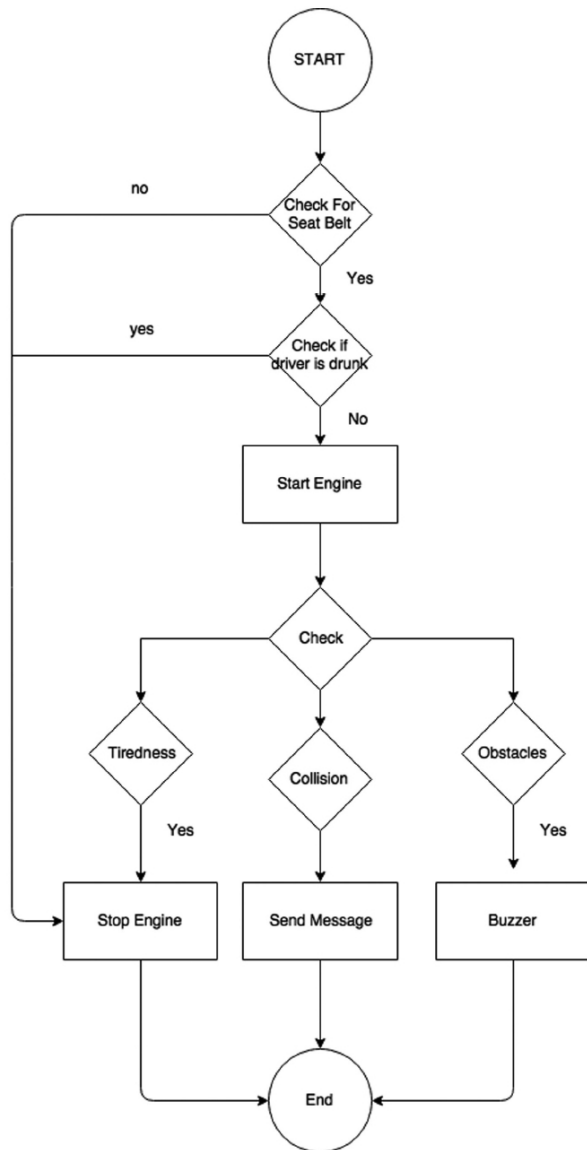 START
no
Check For
Seat Belt
Yes
yes
Check if
driver is drunk
No
Start Engine
Check
Tiredness
Collision
Obstacles
Yes
Yes
Stop Engine
Send Message
Buzzer
End